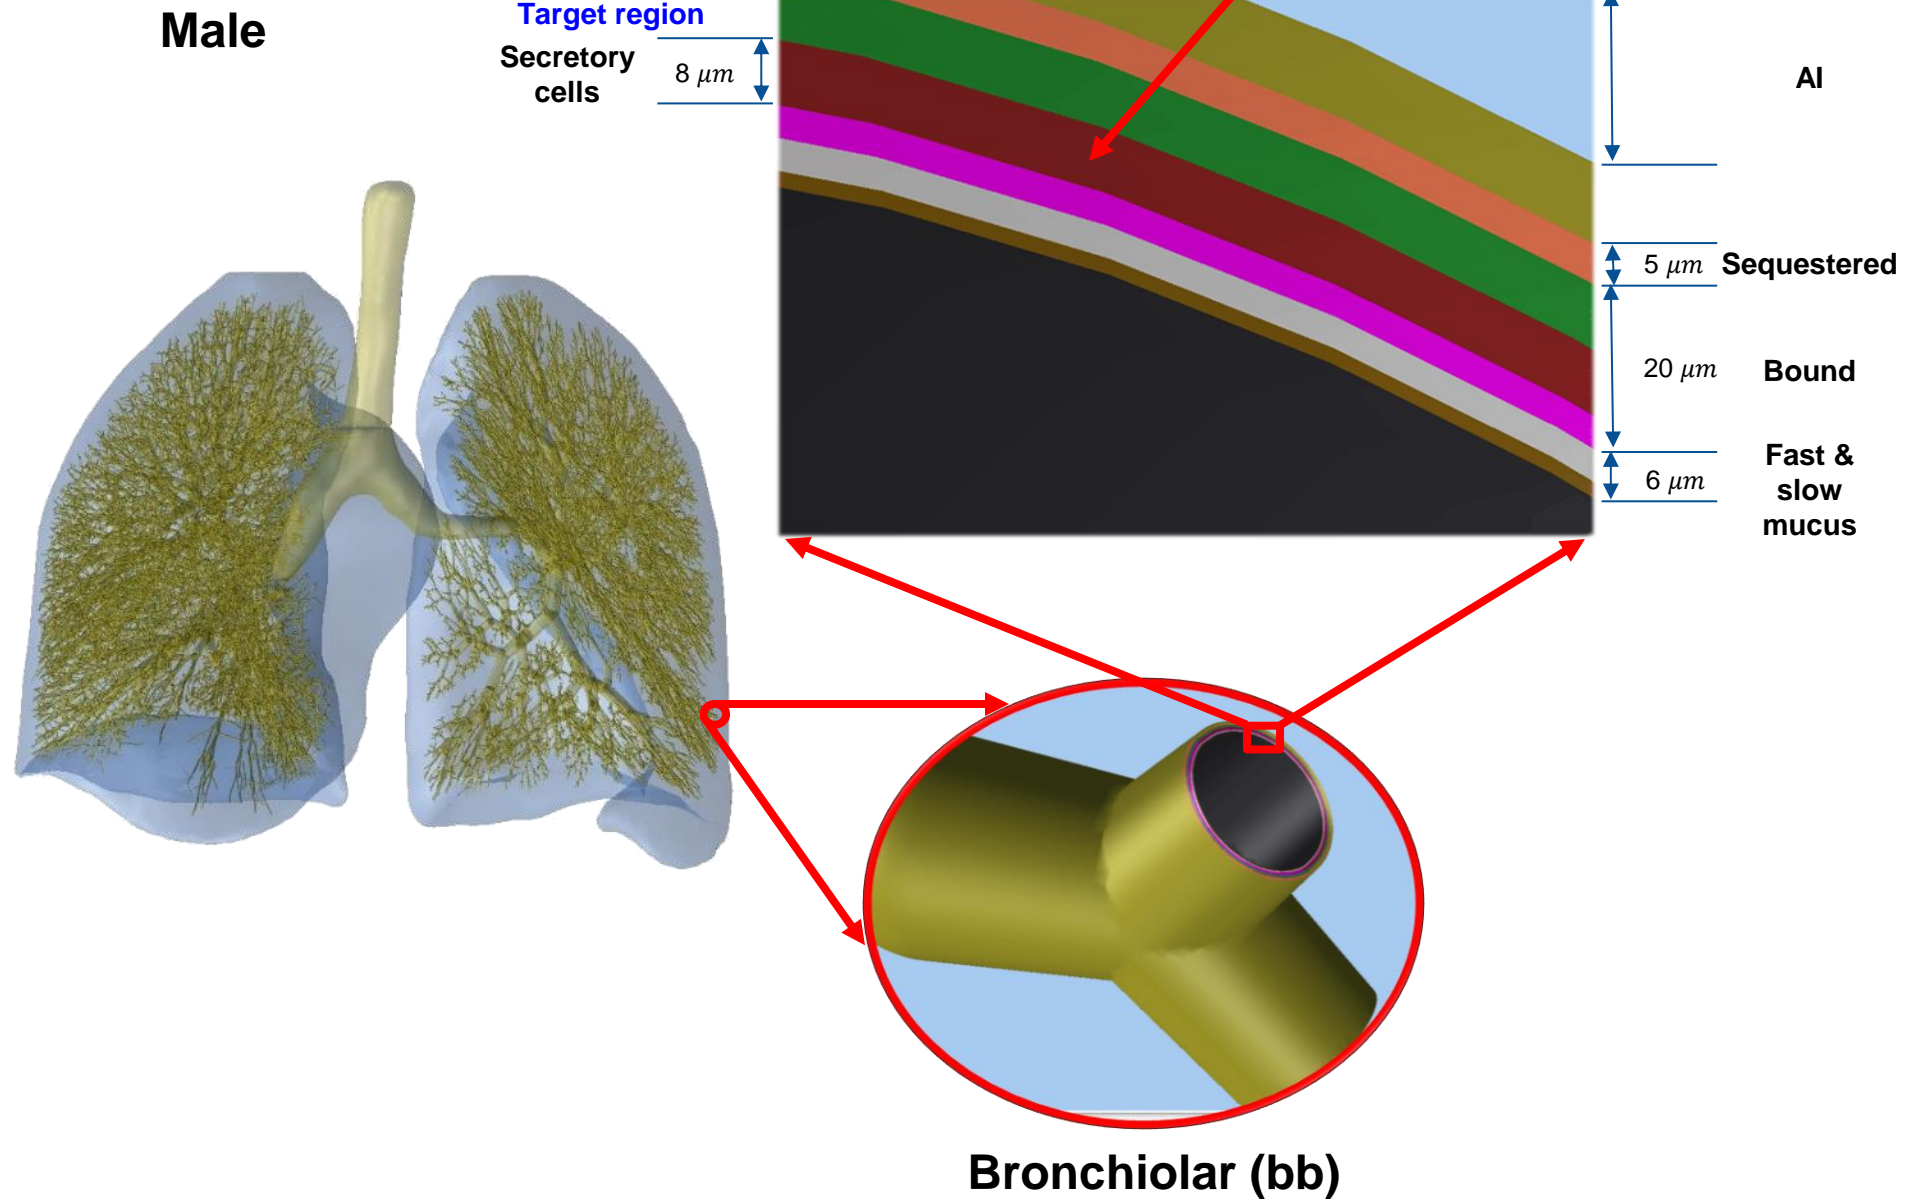 Male
Target region
Secretory
cells
8 μm
Al
5 μm
Sequestered
20 μm
Bound
6 μm
Fast &
slow
mucus
Bronchiolar (bb)